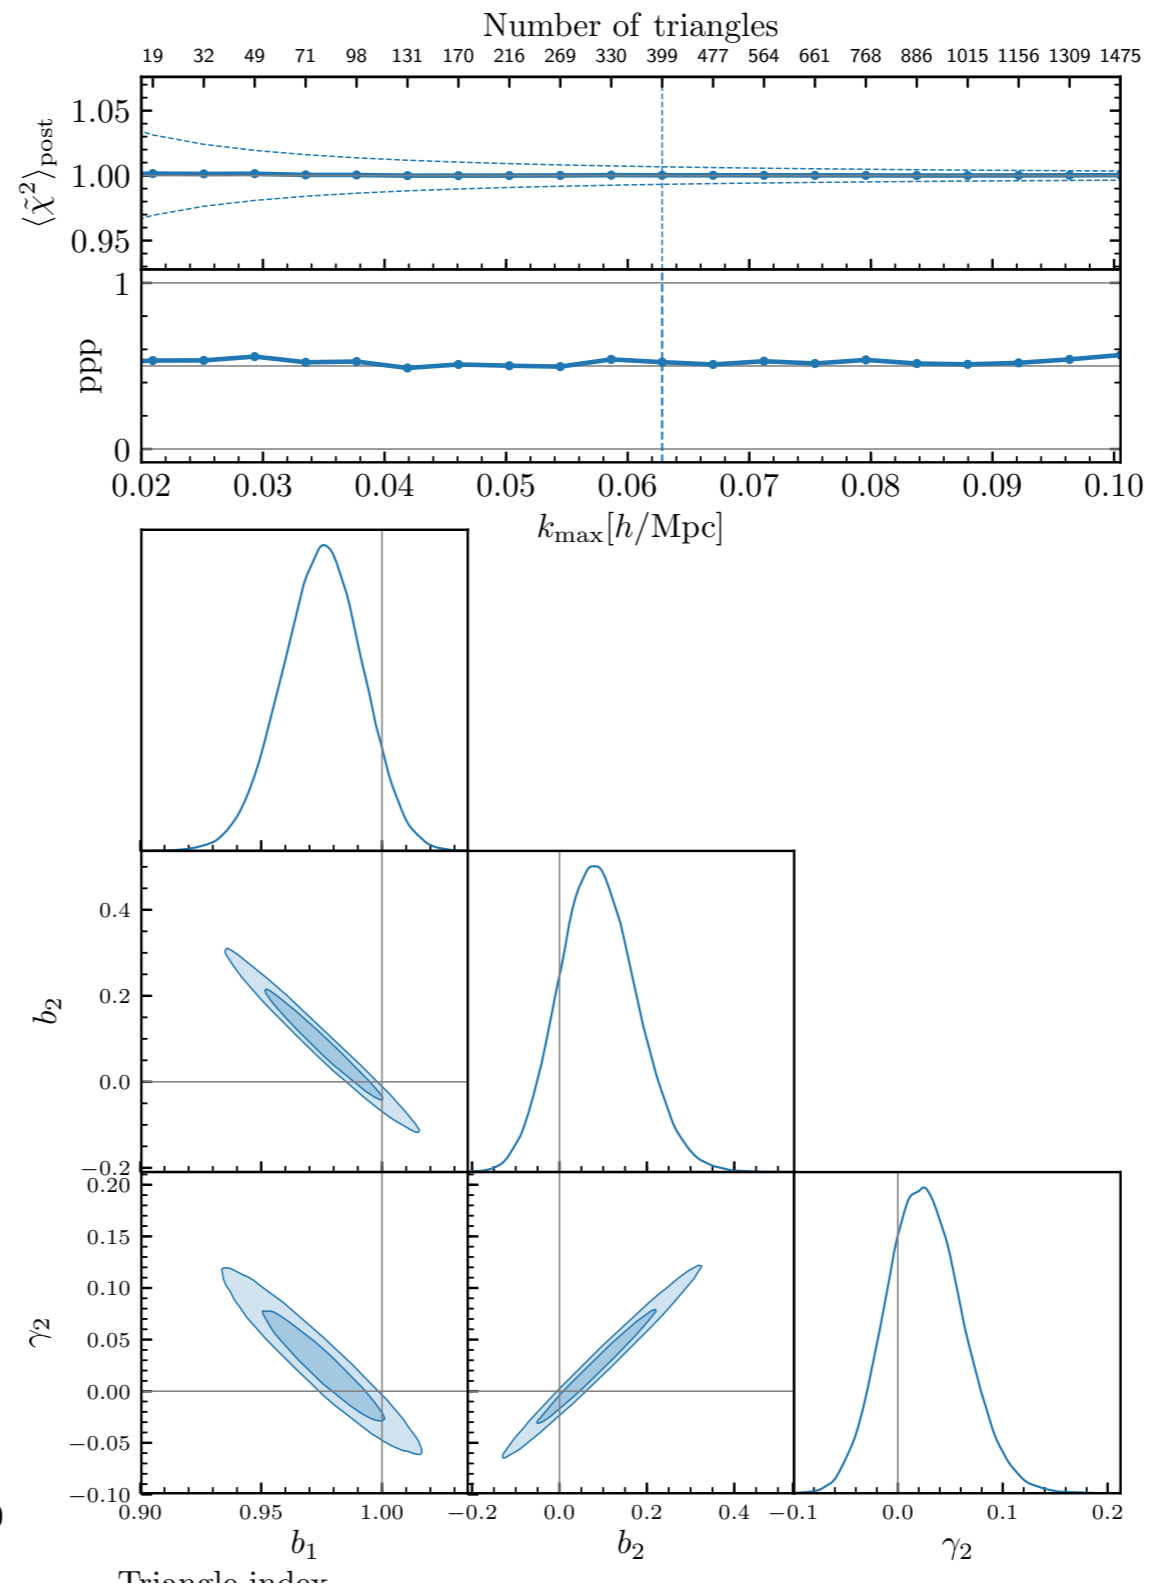 Number of triangles
19 32 49 71 98 131 170 216 269 330 399 477 564 661 768 886 1015 1156 1309 1475
⟨χ̃²⟩post
1.05
1.00
0.95
ppp
1
0
0.02 0.03 0.04 0.05 0.06 0.07 0.08 0.09 0.10
kmax[h/Mpc]
b₂
0.4
0.2
0.0
−0.2
γ₂
0.20
0.15
0.10
0.05
0.00
−0.05
−0.10
0.90 0.95 1.00 −0.2 0.0 0.2 0.4 −0.1 0.0 0.1 0.2
b₁ b₂ γ₂
Triangle index